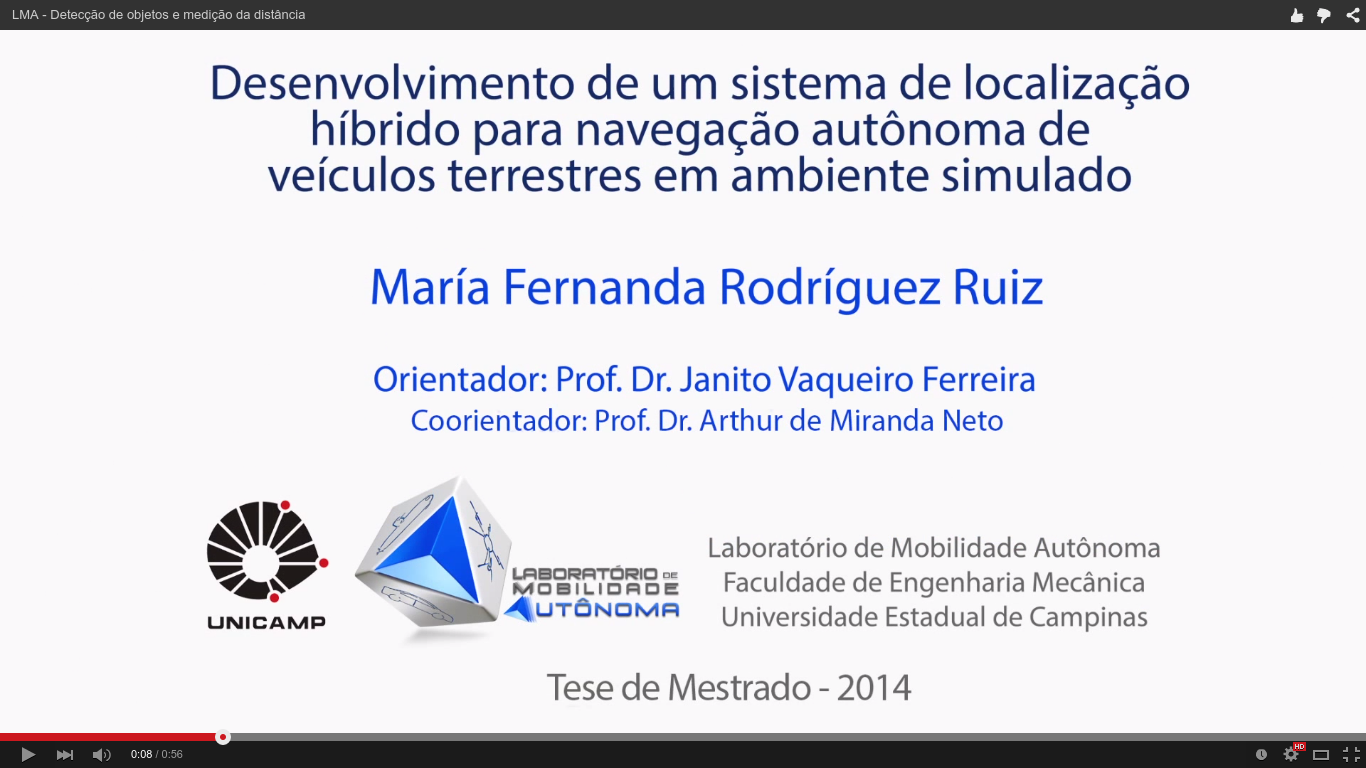 LMA - Detecção de objetos e medição da distância
Desenvolvimento de um sistema de localização
híbrido para navegação autônoma de
veículos terrestres em ambiente simulado
María Fernanda Rodríguez Ruiz
Orientador: Prof. Dr. Janito Vaqueiro Ferreira
Coorientador: Prof. Dr. Arthur de Miranda Neto
UNICAMP
LABORATÓRIO DE
MOBILIDADE
AUTÔNOMA
Laboratório de Mobilidade Autônoma
Faculdade de Engenharia Mecânica
Universidade Estadual de Campinas
Tese de Mestrado - 2014
0:08 / 0:56
HD